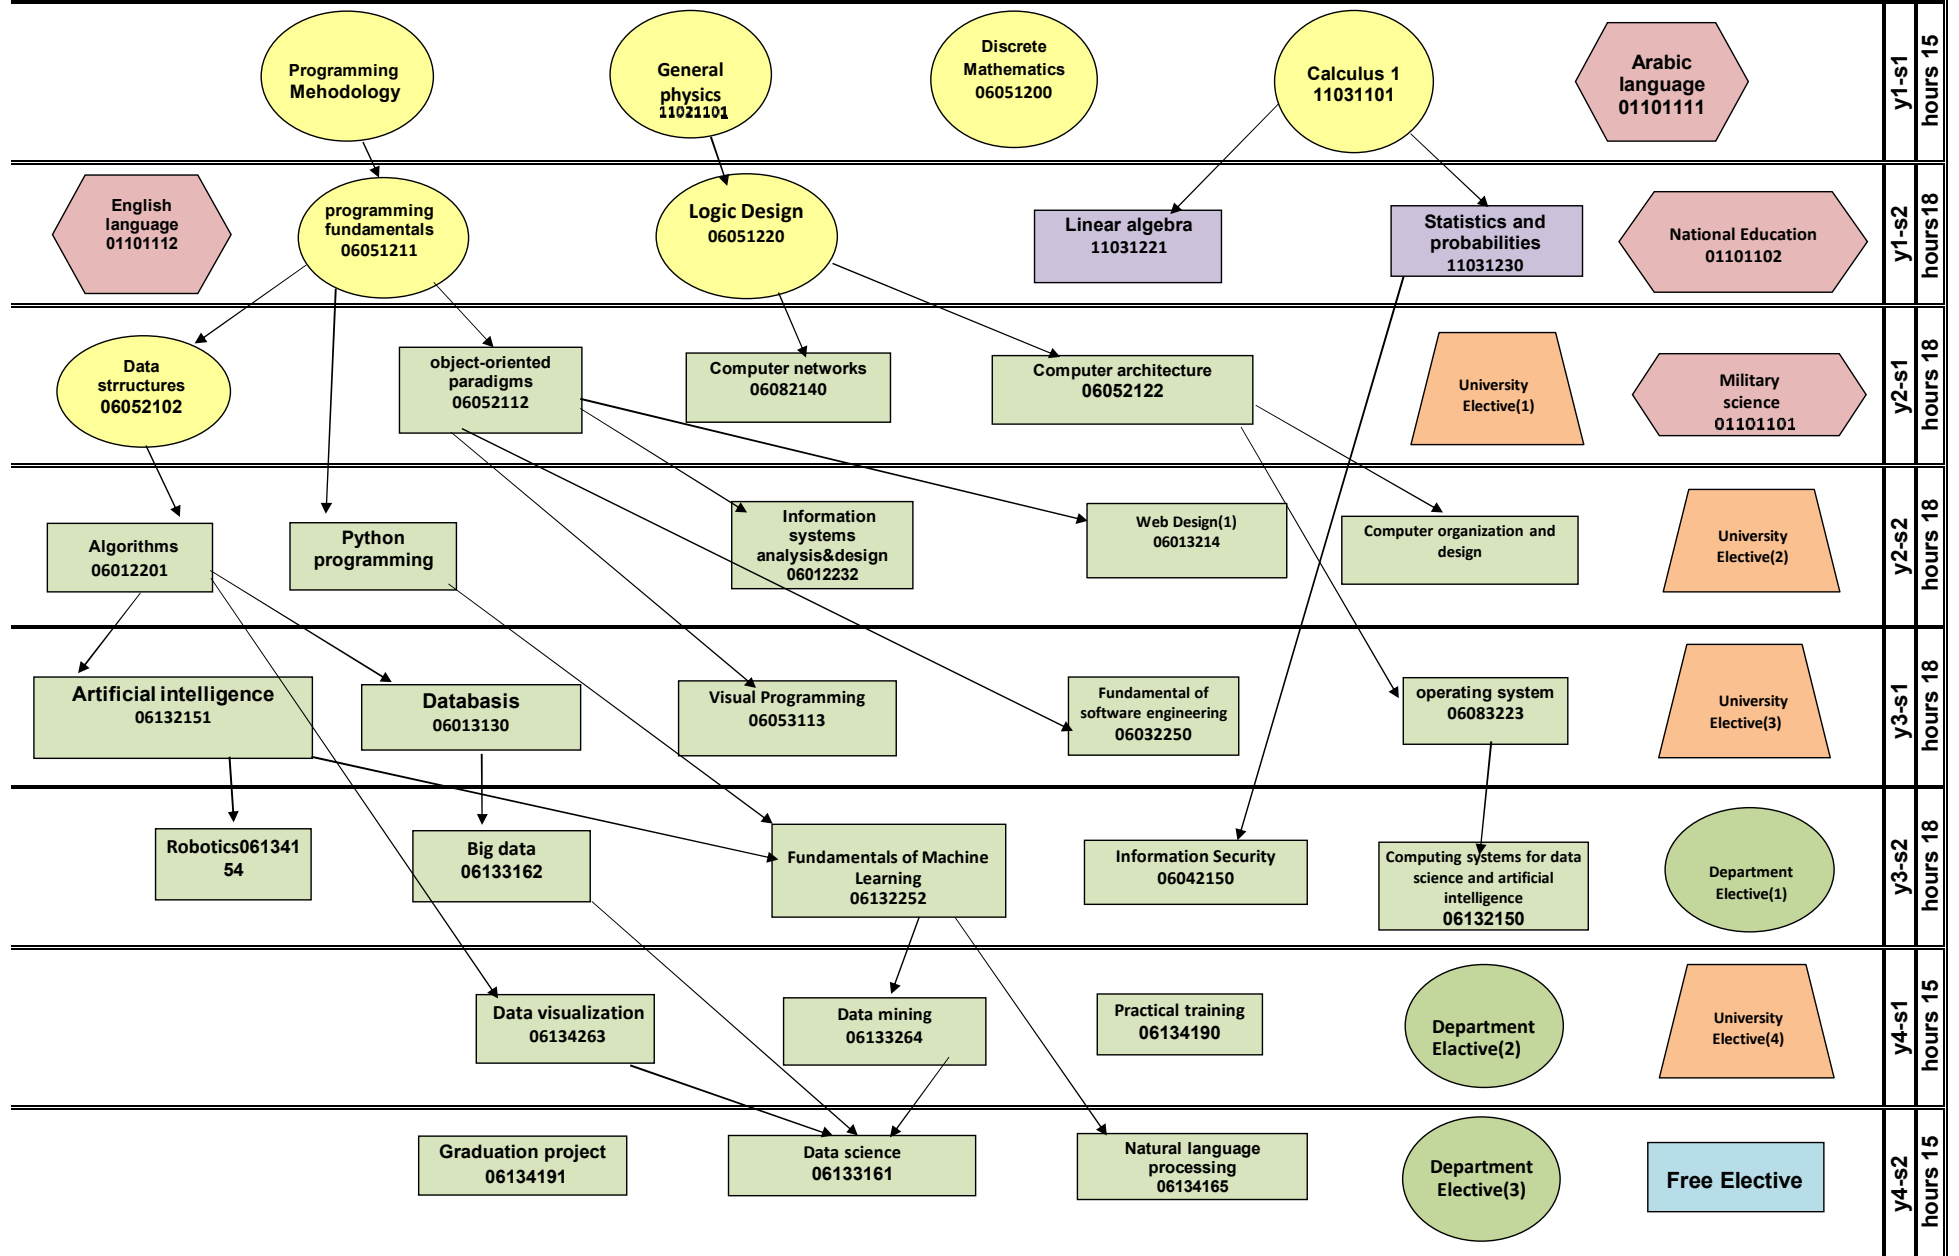 Programming
Mehodology
General
physics
11021101
Discrete
Mathematics
06051200
Calculus 1
11031101
Arabic
language
01101111
y1-s1
hours 15
English
language
01101112
programming
fundamentals
06051211
Logic Design
06051220
Linear algebra
11031221
Statistics and
probabilities
11031230
National Education
01101102
y1-s2
hours18
Data
strructures
06052102
object-oriented
paradigms
06052112
Computer networks
06082140
Computer architecture
06052122
University
Elective(1)
Military
science
01101101
y2-s1
hours 18
Algorithms
06012201
Python
programming
Information
systems
analysis&design
06012232
Web Design(1)
06013214
Computer organization and
design
University
Elective(2)
y2-s2
hours 18
Artificial intelligence
06132151
Databasis
06013130
Visual Programming
06053113
Fundamental of
software engineering
06032250
operating system
06083223
University
Elective(3)
y3-s1
hours 18
Robotics061341
54
Big data
06133162
Fundamentals of Machine
Learning
06132252
Information Security
06042150
Computing systems for data
science and artificial
intelligence
06132150
Department
Elective(1)
y3-s2
hours 18
Data visualization
06134263
Data mining
06133264
Practical training
06134190
Department
Elactive(2)
University
Elective(4)
y4-s1
hours 15
Graduation project
06134191
Data science
06133161
Natural language
processing
06134165
Department
Elective(3)
Free Elective
y4-s2
hours 15